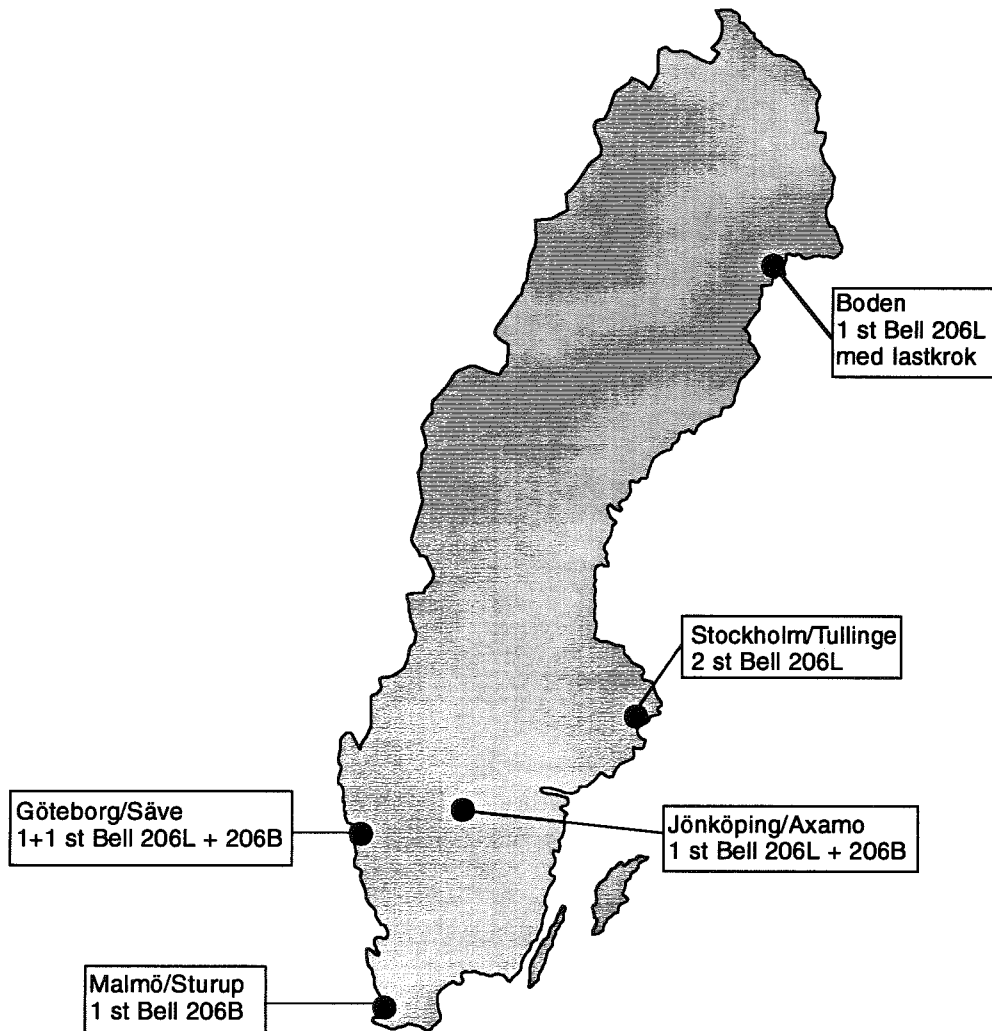 Boden
1 st Bell 206L
med lastkrok
Stockholm/Tullinge
2 st Bell 206L
Göteborg/Säve
1+1 st Bell 206L + 206B
Jönköping/Axamo
1 st Bell 206L + 206B
Malmö/Sturup
1 st Bell 206B